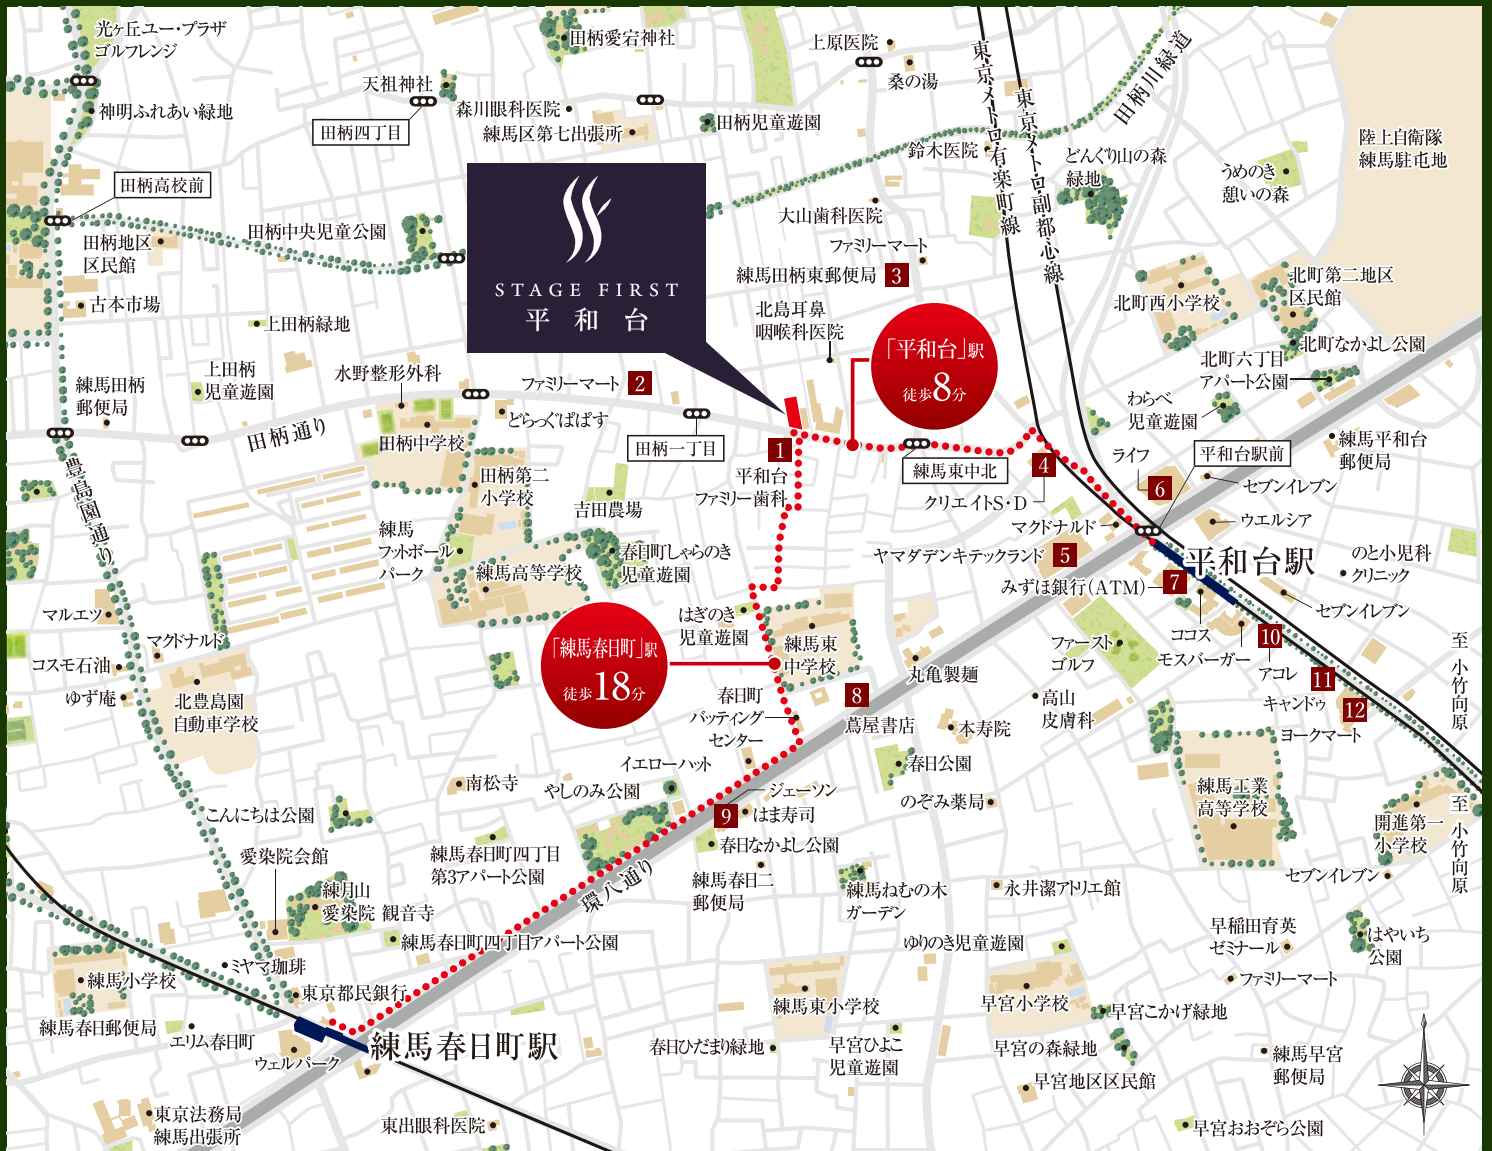 光ヶ丘ユー・プラザ
ゴルフレンジ
田柄愛宕神社
上原医院
桑の湯
天祖神社
田柄四丁目
森川眼科医院
練馬区第七出張所
田柄児童遊園
鈴木医院
東京メトロ有楽町線
東京メトロ副都心線
田柄川緑道
どんぐり山の森
緑地
うめのき
憩いの森
陸上自衛隊
練馬駐屯地
神明ふれあい緑地
田柄高校前
田柄地区
区民館
田柄中央児童公園
古本市場
上田柄緑地
STAGE FIRST
平和台
大山歯科医院
ファミリーマート
練馬田柄東郵便局 3
北島耳鼻
咽喉科医院
「平和台」駅
徒歩8分
北町西小学校
北町第二地区
区民館
北町なかよし公園
北町六丁目
アパート公園
わらべ
児童遊園
練馬田柄
郵便局
上田柄
児童遊園
水野整形外科
ファミリーマート 2
どらっぐぱぱす
田柄通り
田柄中学校
田柄一丁目
1
平和台
ファミリー歯科
練馬東中北
4
クリエイトS・D
ライフ
6
平和台駅前
練馬平和台
郵便局
セブンイレブン
ウエルシア
豊島園通り
田柄第二
小学校
吉田農場
練馬
フットボール
パーク
春日町しゃらのき
児童遊園
練馬高等学校
マクドナルド
ヤマダデンキテックランド 5
みずほ銀行(ATM) 7
平和台駅
のと小児科
クリニック
セブンイレブン
マルエツ
マクドナルド
コスモ石油
ゆず庵
北豊島園
自動車学校
「練馬春日町」駅
徒歩18分
はぎのき
児童遊園
練馬東
中学校
春日町
バッティング
センター
8
蔦屋書店
丸亀製麺
本寿院
ファースト
ゴルフ
高山
皮膚科
ココス
モスバーガー
10
アコレ
11
キャンドゥ
12
ヨークマート
至 小竹向原
至 小竹向原
南松寺
やしのみ公園
イエローハット
ジェーソン
9
はま寿司
春日なかよし公園
春日公園
のぞみ薬局
練馬工業
高等学校
開進第一
小学校
セブンイレブン
こんにちは公園
愛染院会館
練月山
愛染院 観音寺
練馬春日町四丁目
第3アパート公園
環八通り
練馬春日二
郵便局
練馬ねむの木
ガーデン
永井潔アトリエ館
早稲田育英
ゼミナール
はやいち
公園
練馬春日町四丁目アパート公園
ゆりのき児童遊園
ファミリーマート
ミヤマ珈琲
東京都民銀行
練馬小学校
練馬春日郵便局
エリム春日町
ウェルパーク
練馬春日町駅
練馬東小学校
早宮小学校
早宮こかげ緑地
春日ひだまり緑地
早宮ひよこ
児童遊園
早宮の森緑地
早宮地区区民館
練馬早宮
郵便局
東京法務局
練馬出張所
東出眼科医院
早宮おおぞら公園